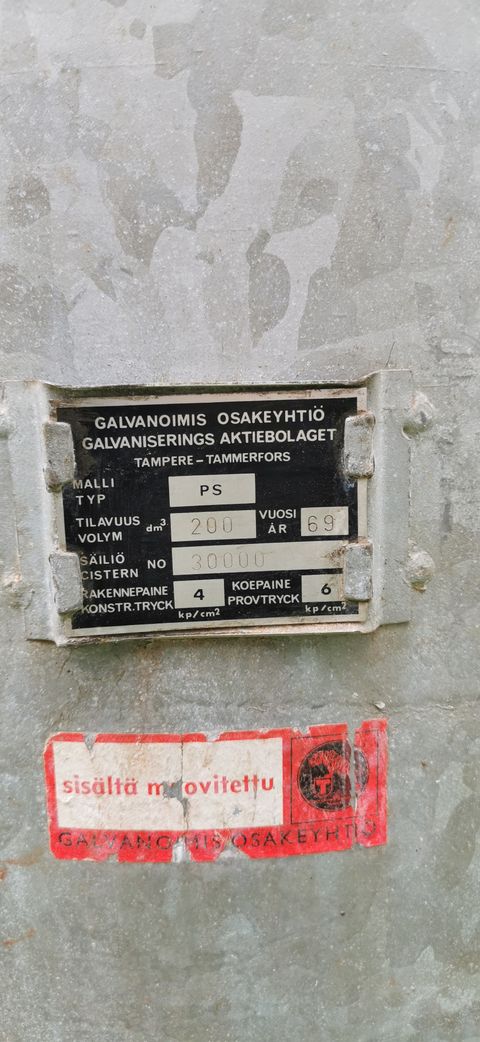 GALVANOIMIS OSAKEYHTIÖ
GALVANISERINGS AKTIEBOLAGET
TAMPERE – TAMMERFORS
MALLI
TYP
PS
TILAVUUS
VOLYM
dm³
200
VUOSI
ÅR
69
SÄILIÖ
CISTERN
NO
30000
RAKENNEPAINE
KONSTR.TRYCK
4
kp/cm²
KOEPAINE
PROVTRYCK
6
kp/cm²
sisältä muovitettu
T
GALVANOIMIS OSAKEYHTIÖ